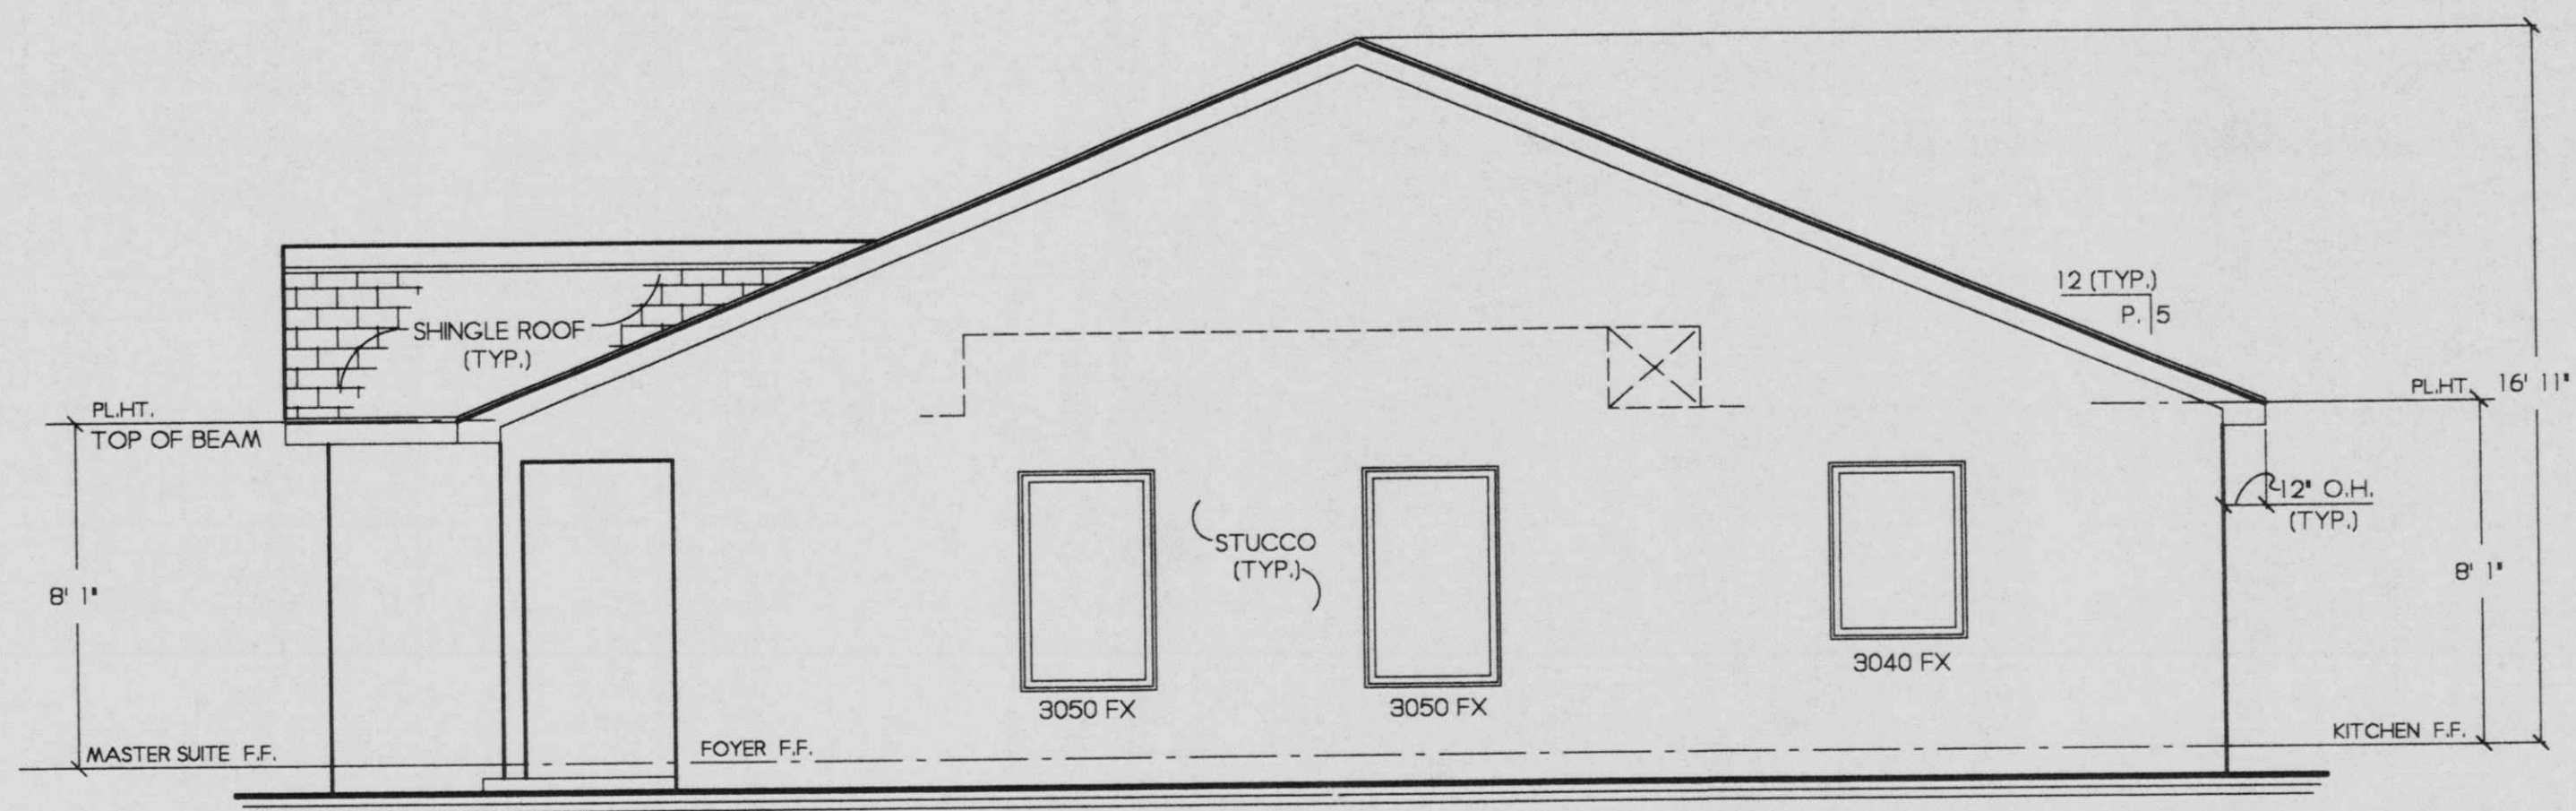 12 (TYP.)
P. 5
SHINGLE ROOF
(TYP.)
PL.HT.
TOP OF BEAM
PL.HT.
16' 11"
12" O.H.
(TYP.)
STUCCO
(TYP.)
8' 1"
8' 1"
3040 FX
3050 FX
3050 FX
MASTER SUITE F.F.
FOYER F.F.
KITCHEN F.F.